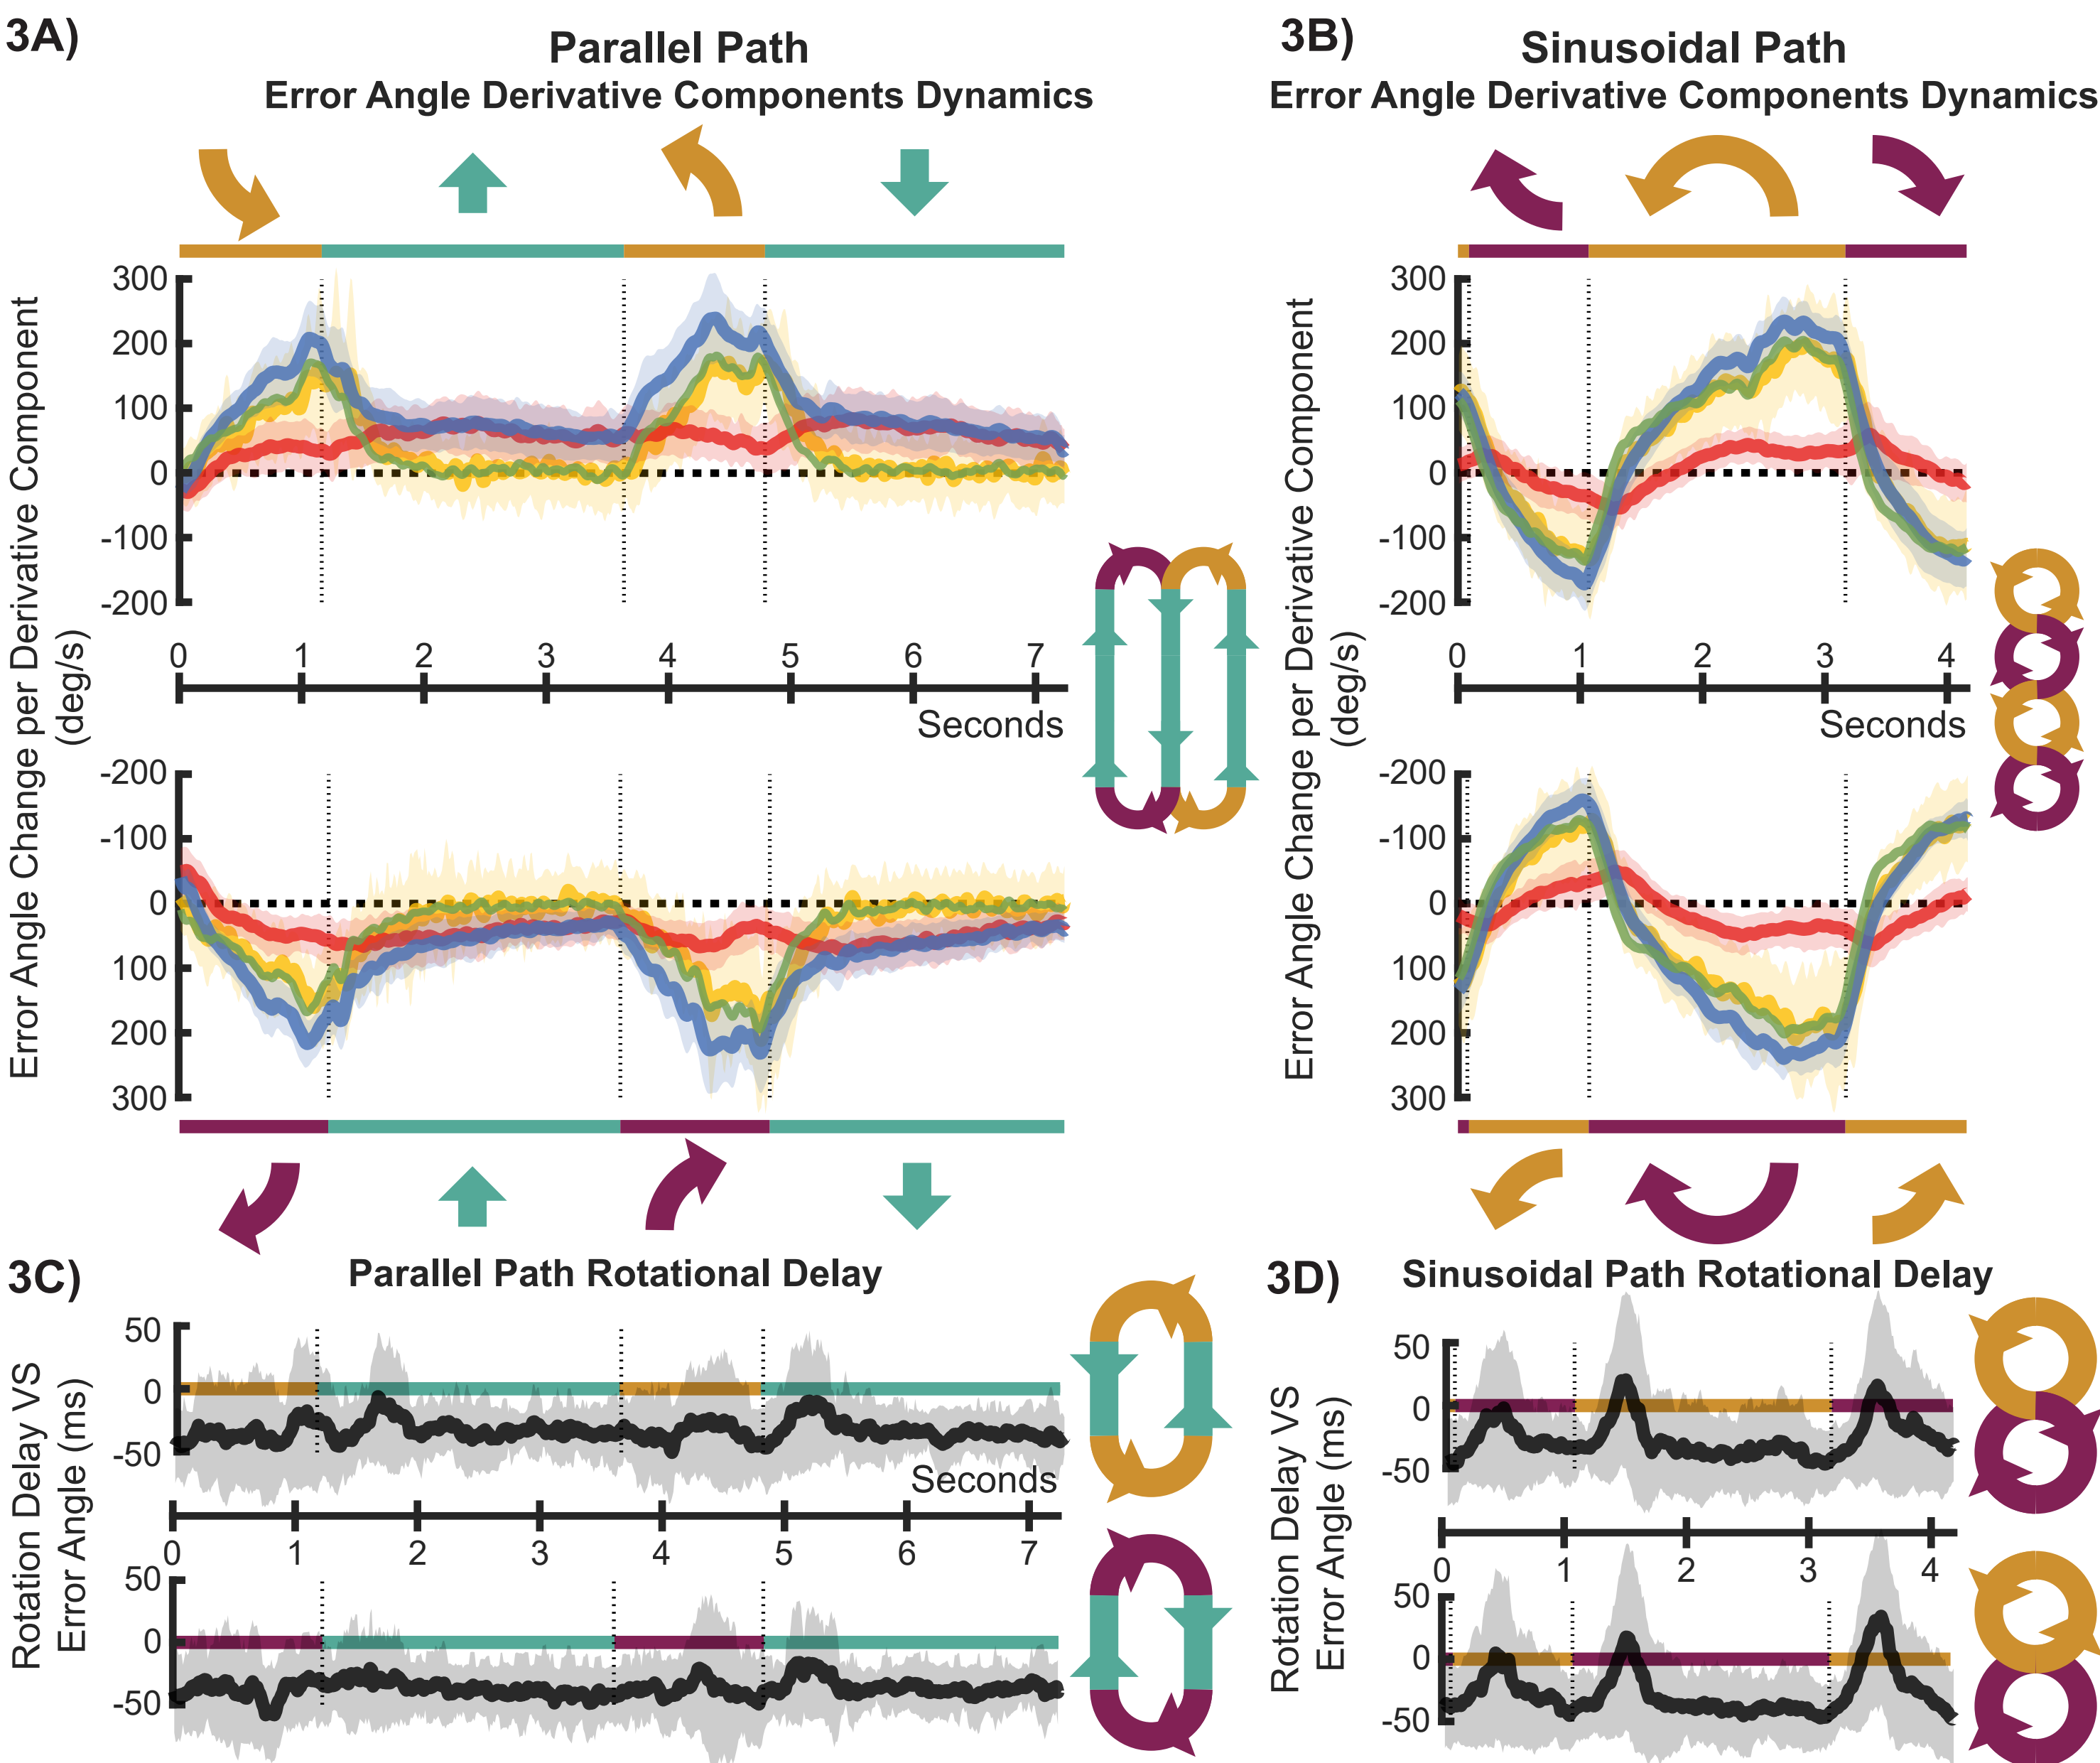 3A)
Parallel Path
Error Angle Derivative Components Dynamics
3B)
Sinusoidal Path
Error Angle Derivative Components Dynamics
Error Angle Change per Derivative Component
(deg/s)
300
200
100
0
-100
-200
0 1 2 3 4 5 6 7
Seconds
-200
-100
0
100
200
300
Error Angle Change per Derivative Component
(deg/s)
300
200
100
0
-100
-200
0 1 2 3 4
Seconds
-200
-100
0
100
200
300
3C)
Parallel Path Rotational Delay
Rotation Delay VS
Error Angle (ms)
50
0
-50
Seconds
0 1 2 3 4 5 6 7
50
0
-50
3D)
Sinusoidal Path Rotational Delay
Rotation Delay VS
Error Angle (ms)
50
0
-50
0 1 2 3 4
50
0
-50